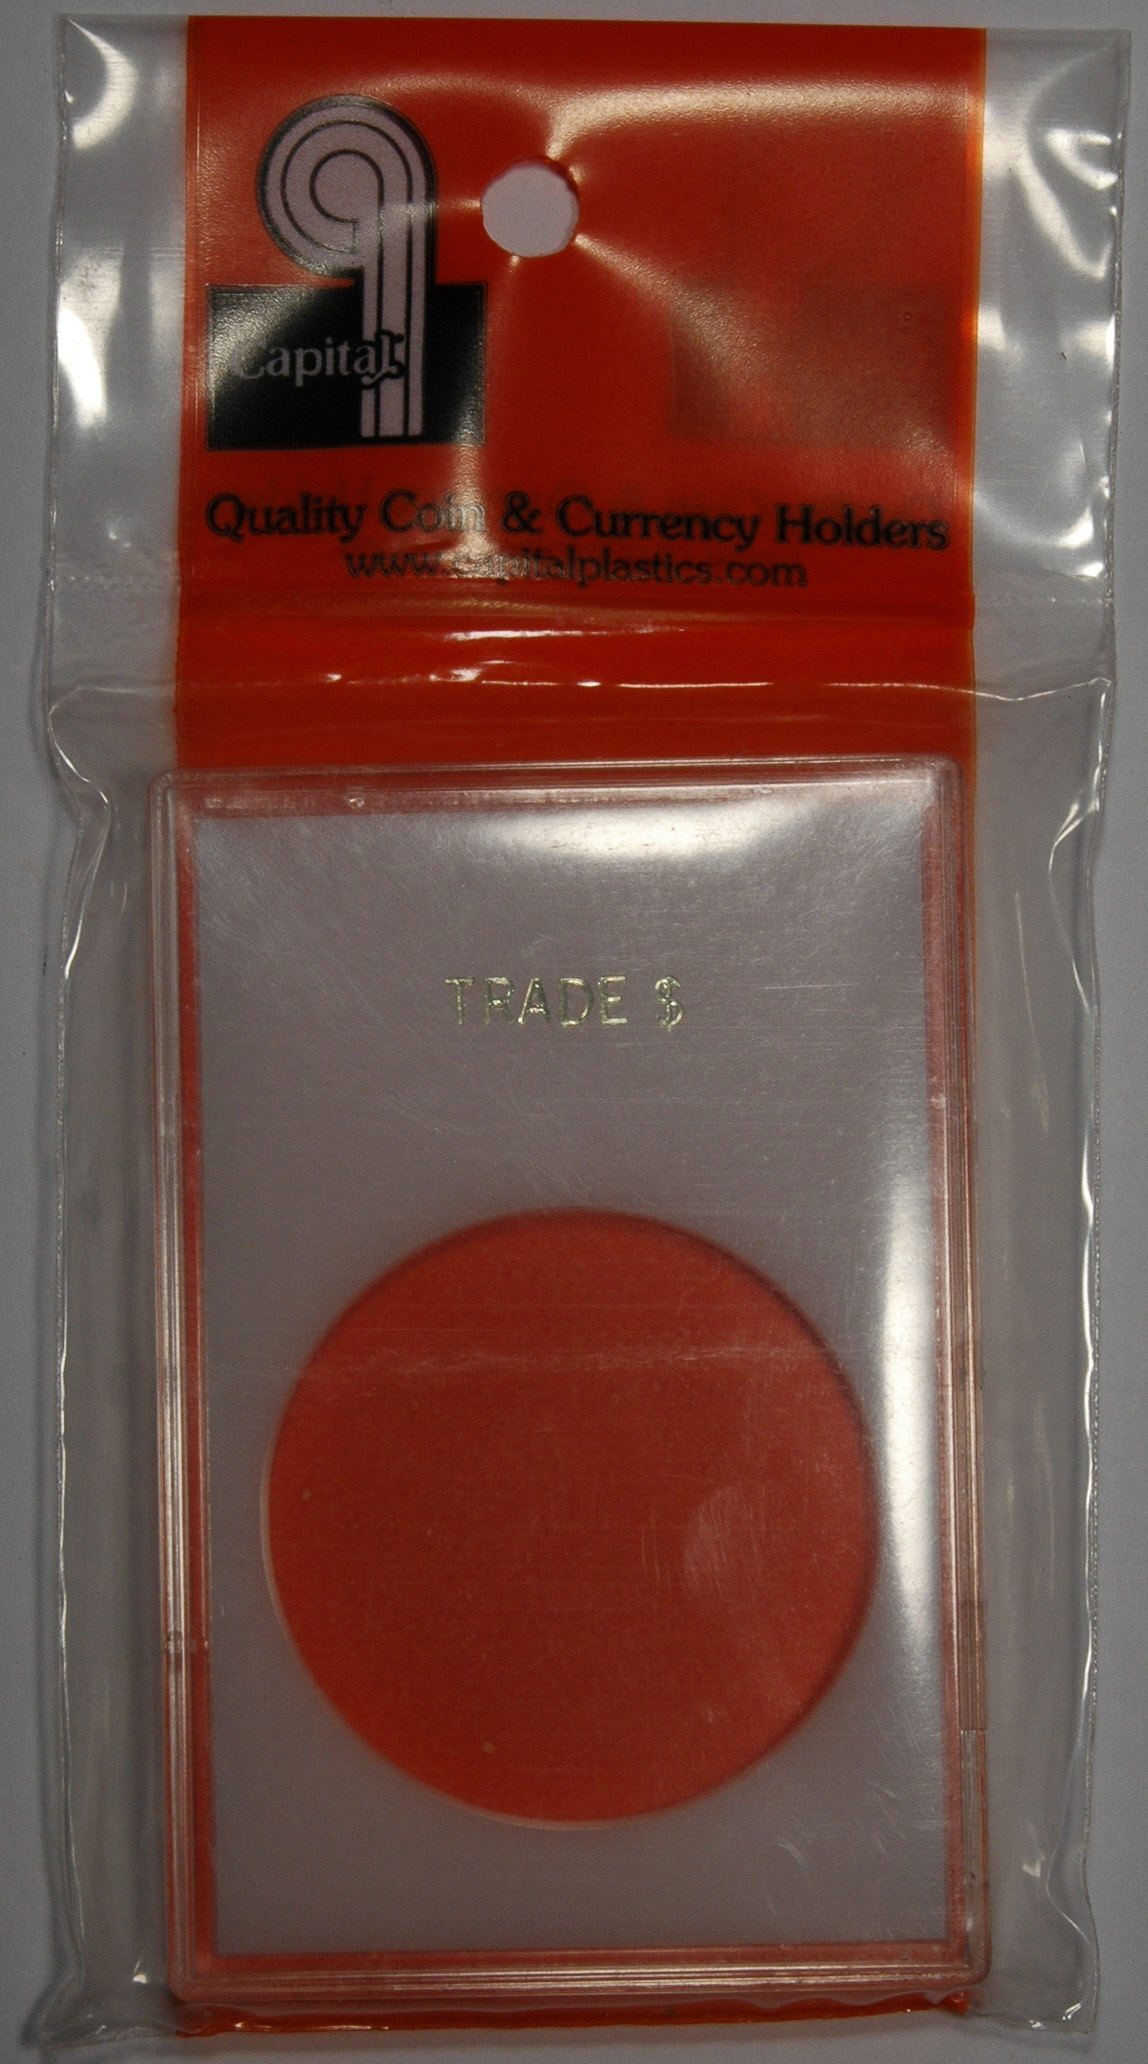 Capital
Quality Coin & Currency Holders
www.capitalplastics.com
TRADE $